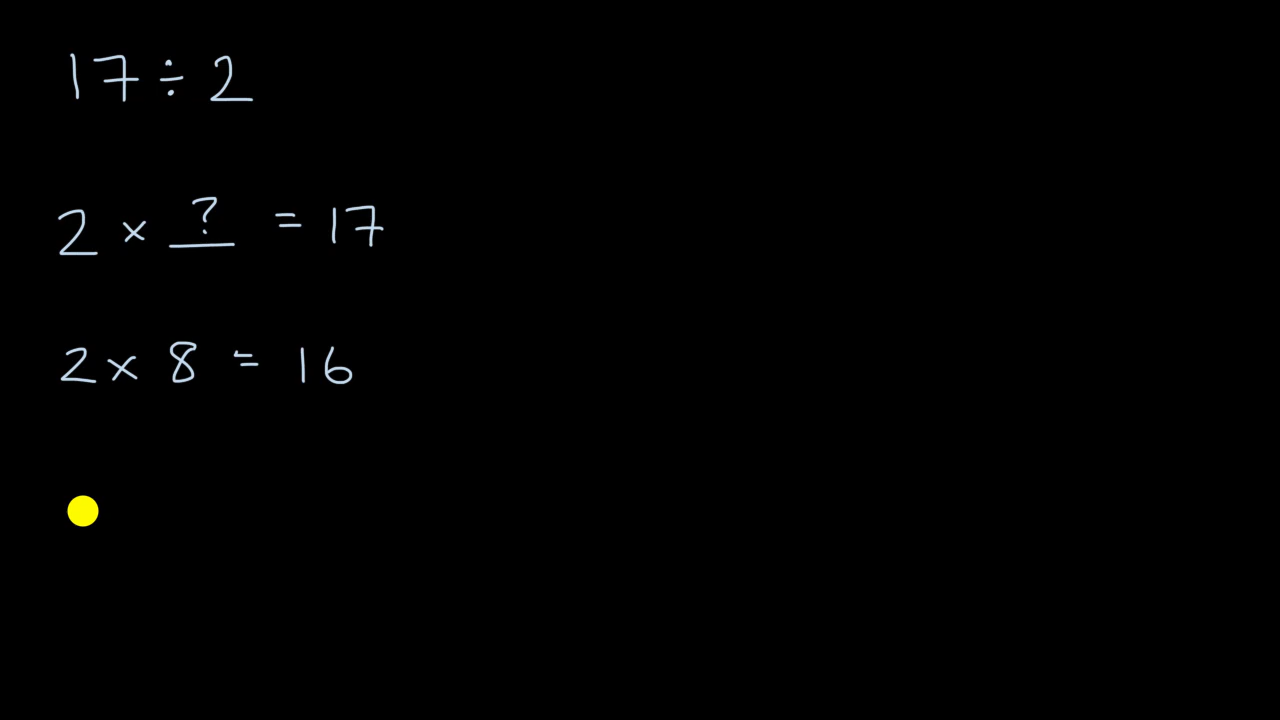 17 ÷ 2
2 × ? = 17
2 × 8 = 16